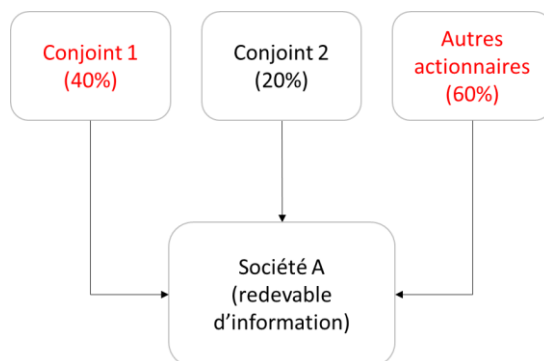 Conjoint 1
(40%)
Conjoint 2
(20%)
Autres
actionnaires
(60%)
Société A
(redevable
d’information)